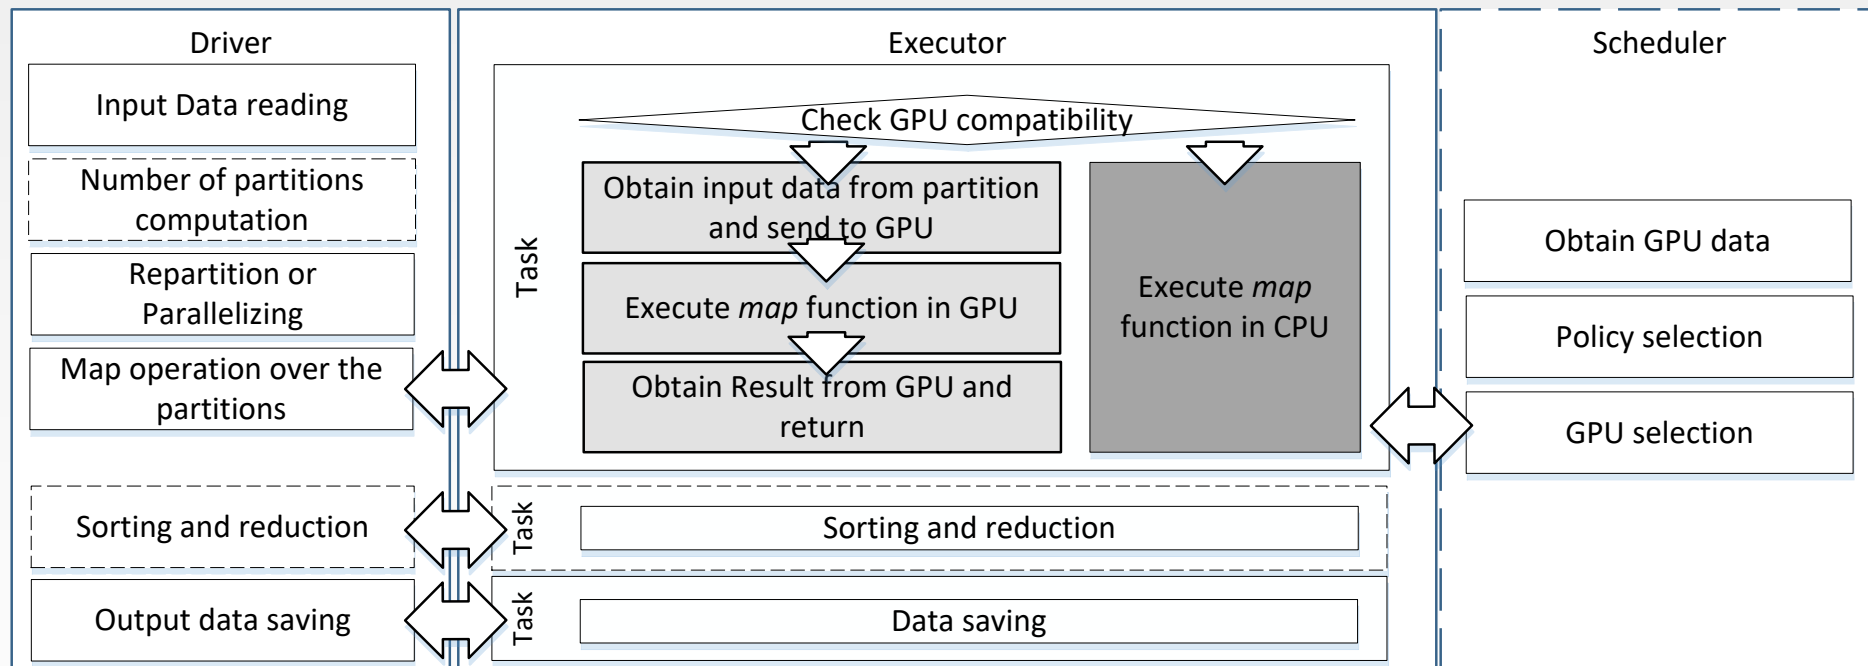 Driver
Input Data reading
Number of partitions
computation
Repartition or
Parallelizing
Map operation over the
partitions
Sorting and reduction
Output data saving
Executor
Task
Check GPU compatibility
Obtain input data from partition
and send to GPU
Execute map function in GPU
Obtain Result from GPU and
return
Execute map
function in CPU
Task
Sorting and reduction
Task
Data saving
Scheduler
Obtain GPU data
Policy selection
GPU selection